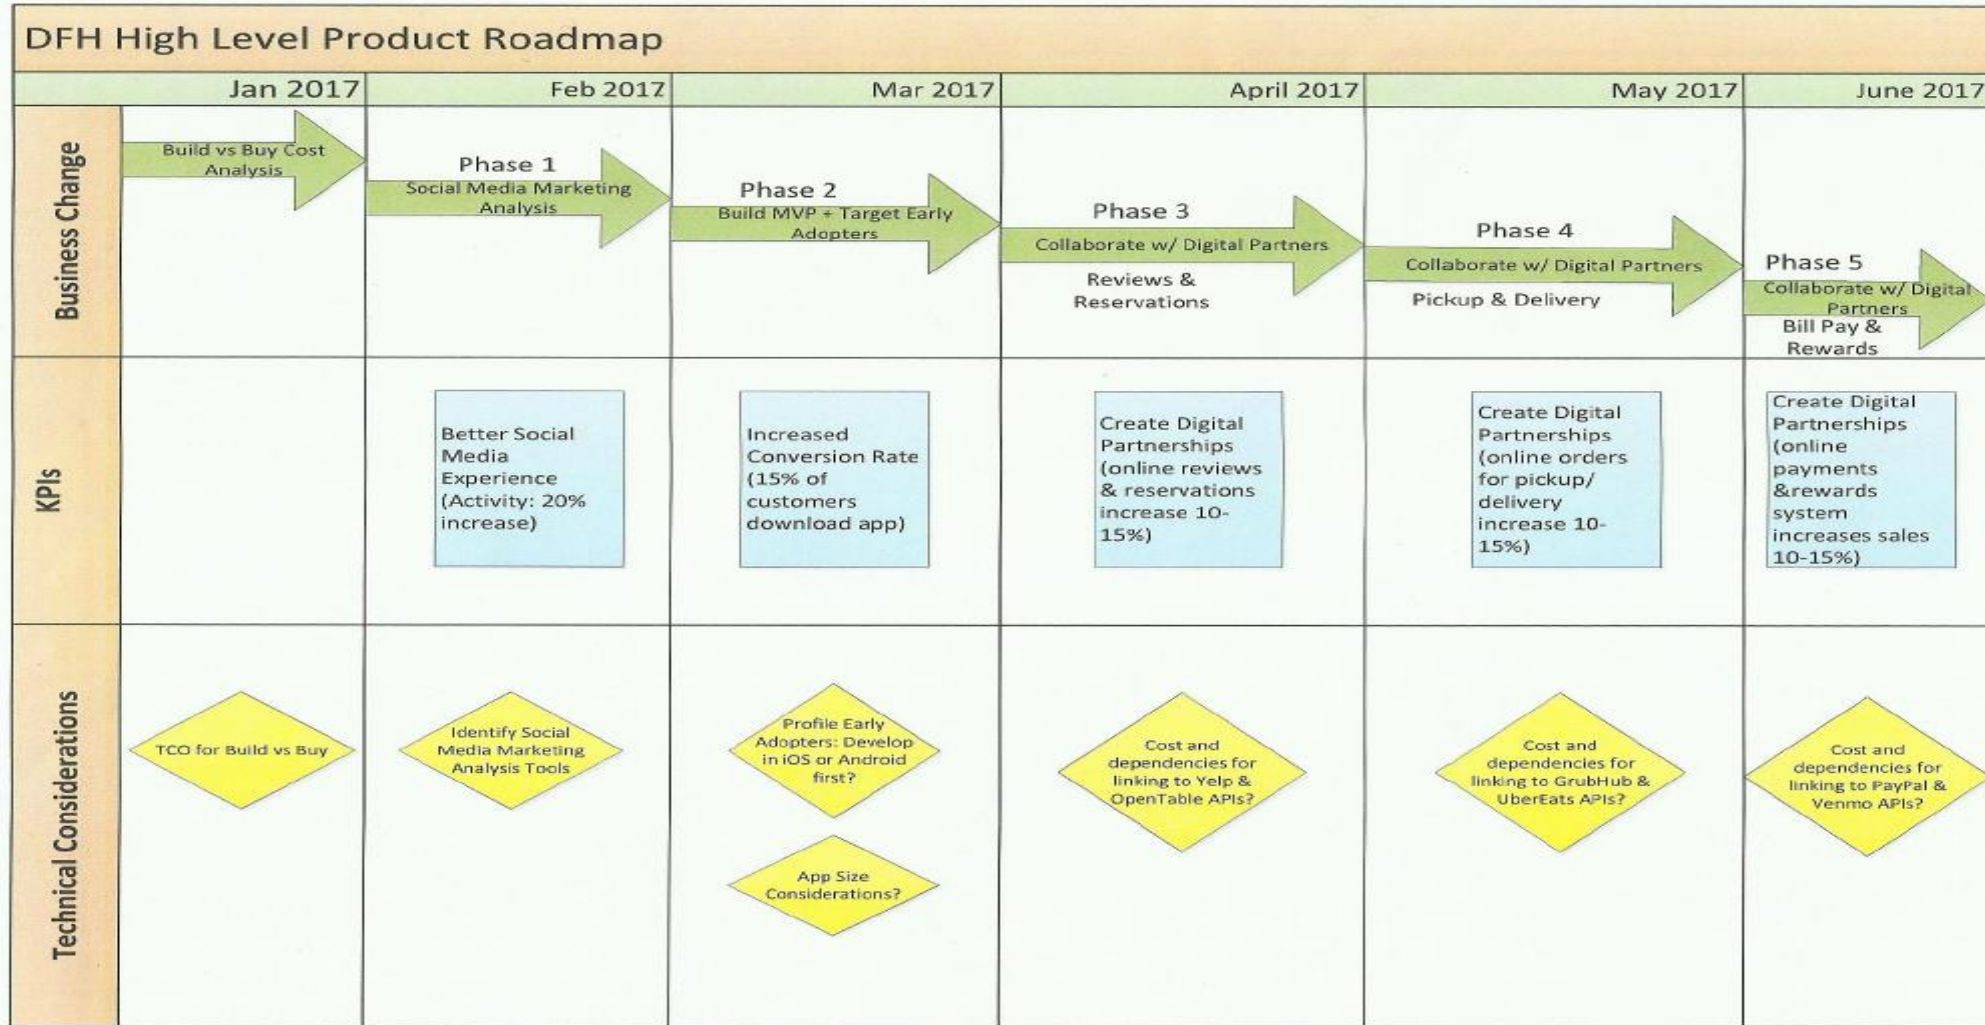 DFH High Level Product Roadmap
Jan 2017
Feb 2017
Mar 2017
April 2017
May 2017
June 2017
Business Change
Build vs Buy Cost
Analysis
Phase 1
Social Media Marketing
Analysis
Phase 2
Build MVP + Target Early
Adopters
Phase 3
Collaborate w/ Digital Partners
Reviews &
Reservations
Phase 4
Collaborate w/ Digital Partners
Pickup & Delivery
Phase 5
Collaborate w/ Digital
Partners
Bill Pay &
Rewards
KPIs
Better Social
Media
Experience
(Activity: 20%
increase)
Increased
Conversion Rate
(15% of
customers
download app)
Create Digital
Partnerships
(online reviews
& reservations
increase 10-
15%)
Create Digital
Partnerships
(online orders
for pickup/
delivery
increase 10-
15%)
Create Digital
Partnerships
(online
payments
&rewards
system
increases sales
10-15%)
Technical Considerations
TCO for Build vs Buy
Identify Social
Media Marketing
Analysis Tools
Profile Early
Adopters: Develop
in iOS or Android
first?
App Size
Considerations?
Cost and
dependencies for
linking to Yelp &
OpenTable APIs?
Cost and
dependencies for
linking to GrubHub &
UberEats APIs?
Cost and
dependencies for
linking to PayPal &
Venmo APIs?